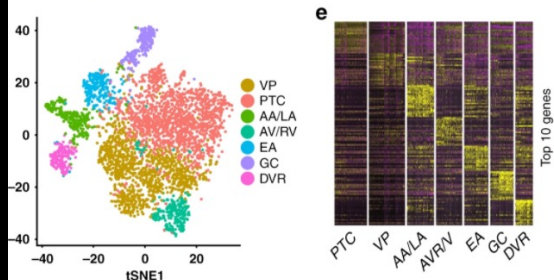 e
40
20
0
−20
−40
−40
−20
0
20
tSNE1
VP
PTC
AA/LA
AV/RV
EA
GC
DVR
Top 10 genes
PTC
VP
AA/LA
AVR/V
EA
GC
DVR